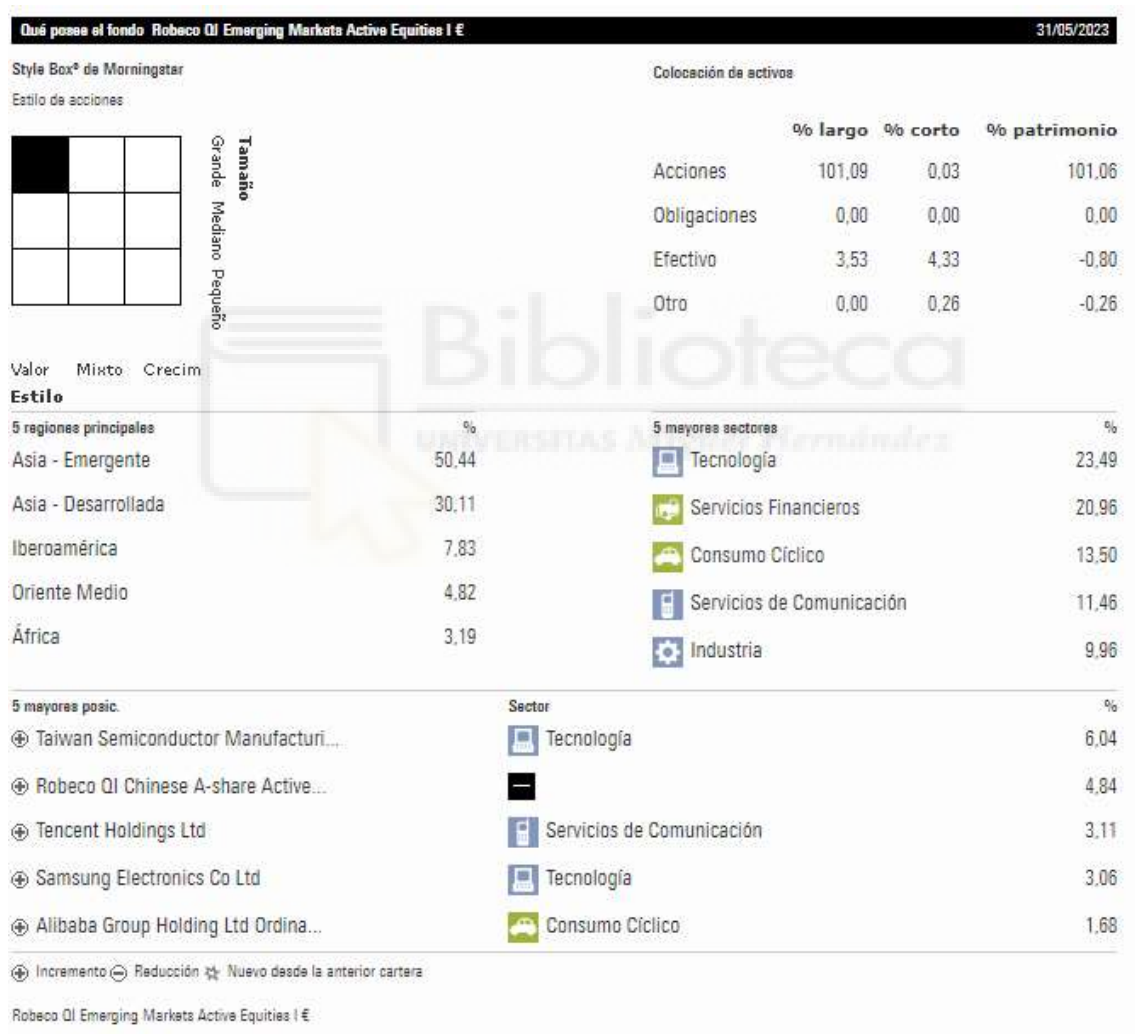 Qué posee el fondo Robeco QI Emerging Markets Active Equities I € 31/05/2023
Style Box® de Morningstar
Estilo de acciones
Tamaño
Grande Mediano Pequeño
Valor Mixto Crecim
Estilo
Colocación de activos
% largo % corto % patrimonio
Acciones 101,09 0,03 101,06
Obligaciones 0,00 0,00 0,00
Efectivo 3,53 4,33 -0,80
Otro 0,00 0,26 -0,26
Biblioteca
UNIVERSITAS Miguel Hernández
5 regiones principales %
Asia - Emergente 50,44
Asia - Desarrollada 30,11
Iberoamérica 7,83
Oriente Medio 4,82
África 3,19
5 mayores sectores %
Tecnología 23,49
Servicios Financieros 20,96
Consumo Cíclico 13,50
Servicios de Comunicación 11,46
Industria 9,96
5 mayores posic. Sector %
Taiwan Semiconductor Manufacturi... Tecnología 6,04
Robeco QI Chinese A-share Active... 4,84
Tencent Holdings Ltd Servicios de Comunicación 3,11
Samsung Electronics Co Ltd Tecnología 3,06
Alibaba Group Holding Ltd Ordina... Consumo Cíclico 1,68
Incremento Reducción Nuevo desde la anterior cartera
Robeco QI Emerging Markets Active Equities I €